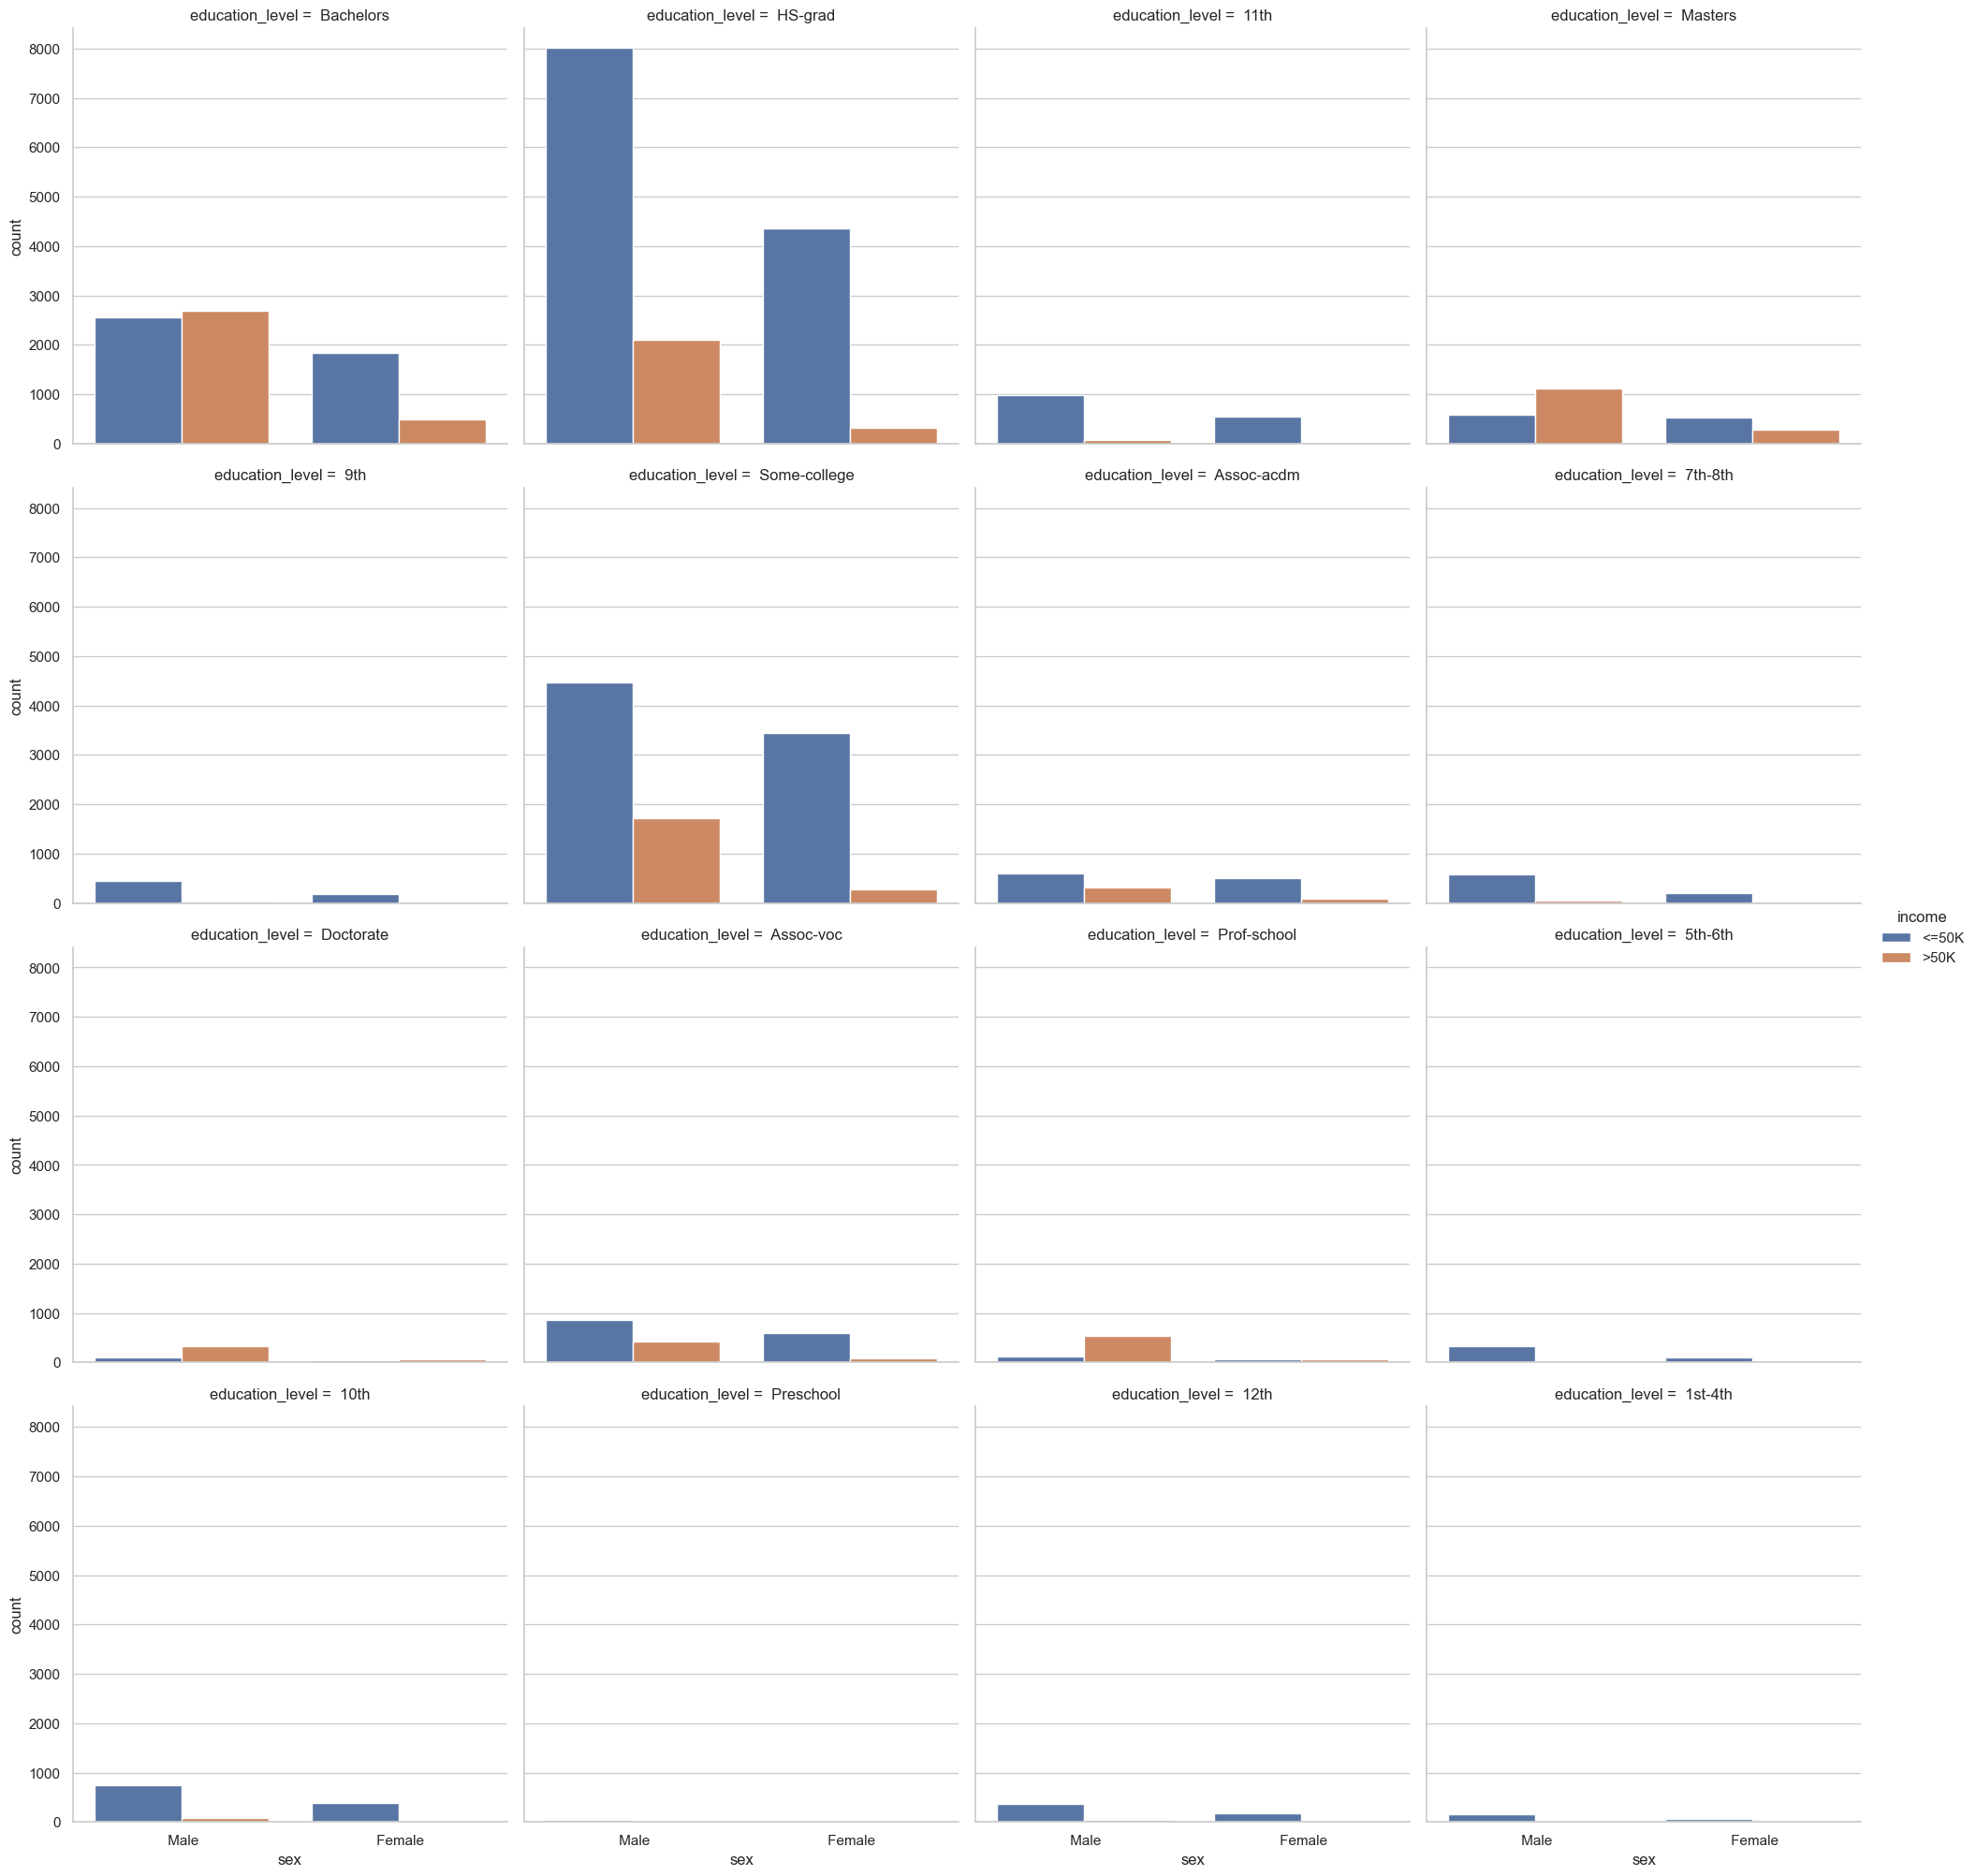 education_level =  Bachelors
education_level =  HS-grad
education_level =  11th
education_level =  Masters
8000
7000
6000
5000
4000
3000
2000
1000
0
count
education_level =  9th
education_level =  Some-college
education_level =  Assoc-acdm
education_level =  7th-8th
8000
7000
6000
5000
4000
3000
2000
1000
0
count
income
<=50K
>50K
education_level =  Doctorate
education_level =  Assoc-voc
education_level =  Prof-school
education_level =  5th-6th
8000
7000
6000
5000
4000
3000
2000
1000
0
count
education_level =  10th
education_level =  Preschool
education_level =  12th
education_level =  1st-4th
8000
7000
6000
5000
4000
3000
2000
1000
0
count
Male
Female
sex
Male
Female
sex
Male
Female
sex
Male
Female
sex